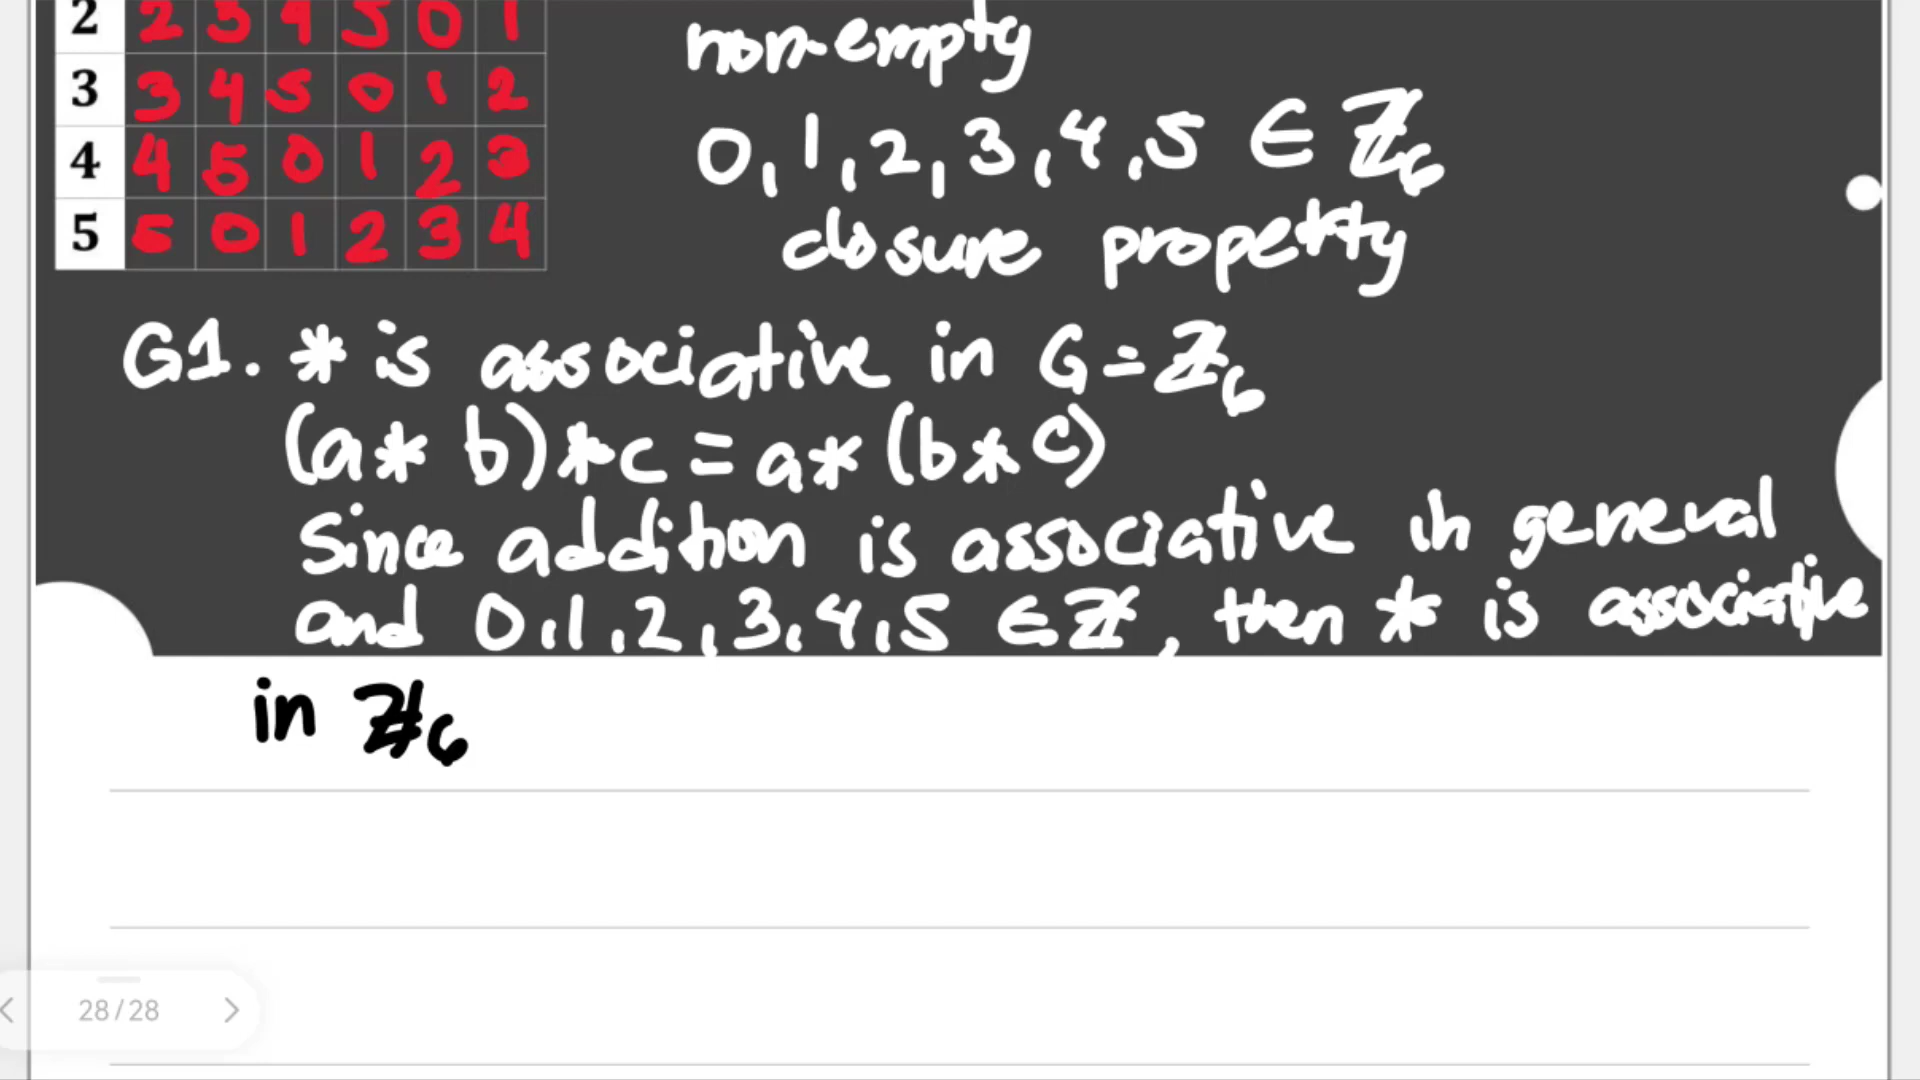 2 2 3 4 5 0 1
non-empty
3 3 4 5 0 1 2
0, 1, 2, 3, 4, 5 ∈ ℤ₆
4 4 5 0 1 2 3
5 5 0 1 2 3 4
closure property
G1. * is associative in G = ℤ₆
(a * b) * c = a * (b * c)
Since addition is associative in general
and 0, 1, 2, 3, 4, 5 ∈ ℤ, then * is associative
in ℤ₆
28/28